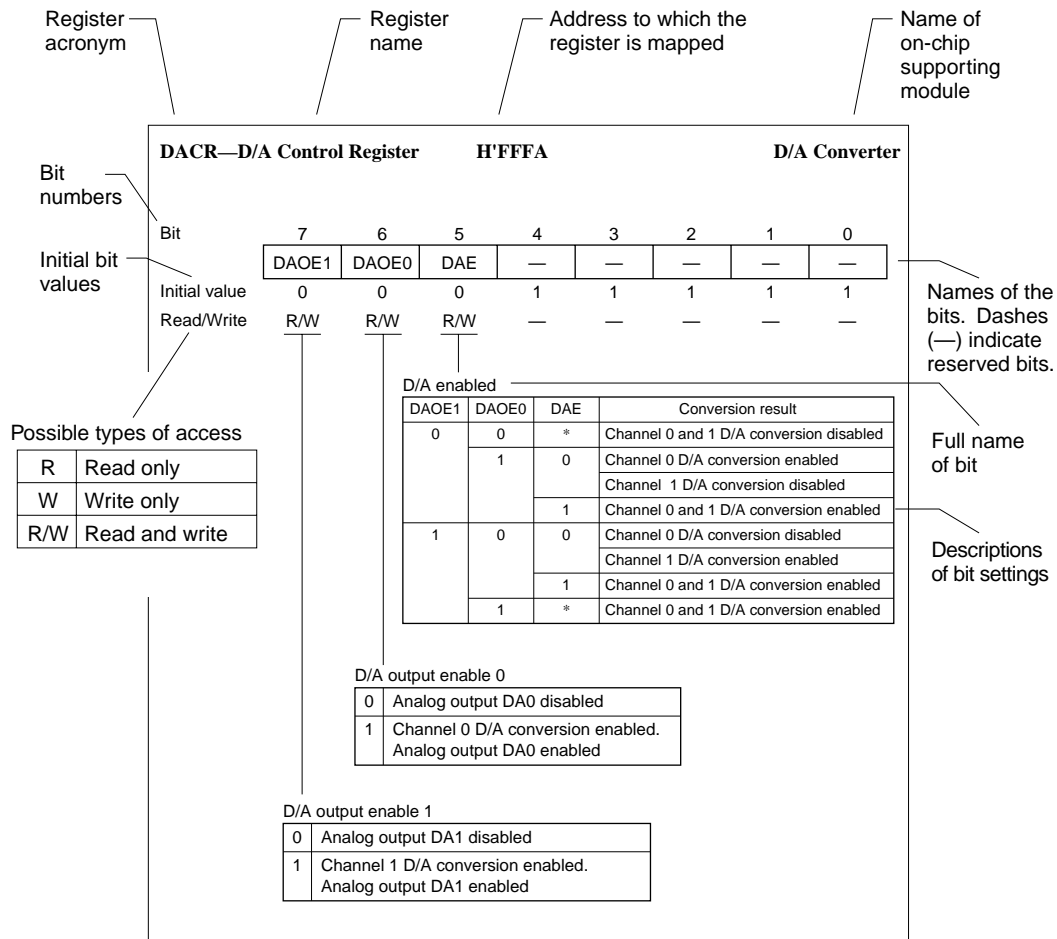 Register acronym
Register name
Address to which the register is mapped
Name of on-chip supporting module
DACR—D/A Control Register H'FFFA D/A Converter
Bit numbers
Bit 7 6 5 4 3 2 1 0
DAOE1 DAOE0 DAE — — — — —
Initial bit values
Initial value 0 0 0 1 1 1 1 1
Read/Write R/W R/W R/W — — — — —
Names of the bits. Dashes (—) indicate reserved bits.
Possible types of access
R Read only
W Write only
R/W Read and write
D/A enabled
DAOE1 DAOE0 DAE Conversion result
0 0 * Channel 0 and 1 D/A conversion disabled
1 0 Channel 0 D/A conversion enabled
Channel 1 D/A conversion disabled
1 Channel 0 and 1 D/A conversion enabled
1 0 0 Channel 0 D/A conversion disabled
Channel 1 D/A conversion enabled
1 Channel 0 and 1 D/A conversion enabled
1 * Channel 0 and 1 D/A conversion enabled
Full name of bit
Descriptions of bit settings
D/A output enable 0
0 Analog output DA0 disabled
1 Channel 0 D/A conversion enabled.
Analog output DA0 enabled
D/A output enable 1
0 Analog output DA1 disabled
1 Channel 1 D/A conversion enabled.
Analog output DA1 enabled